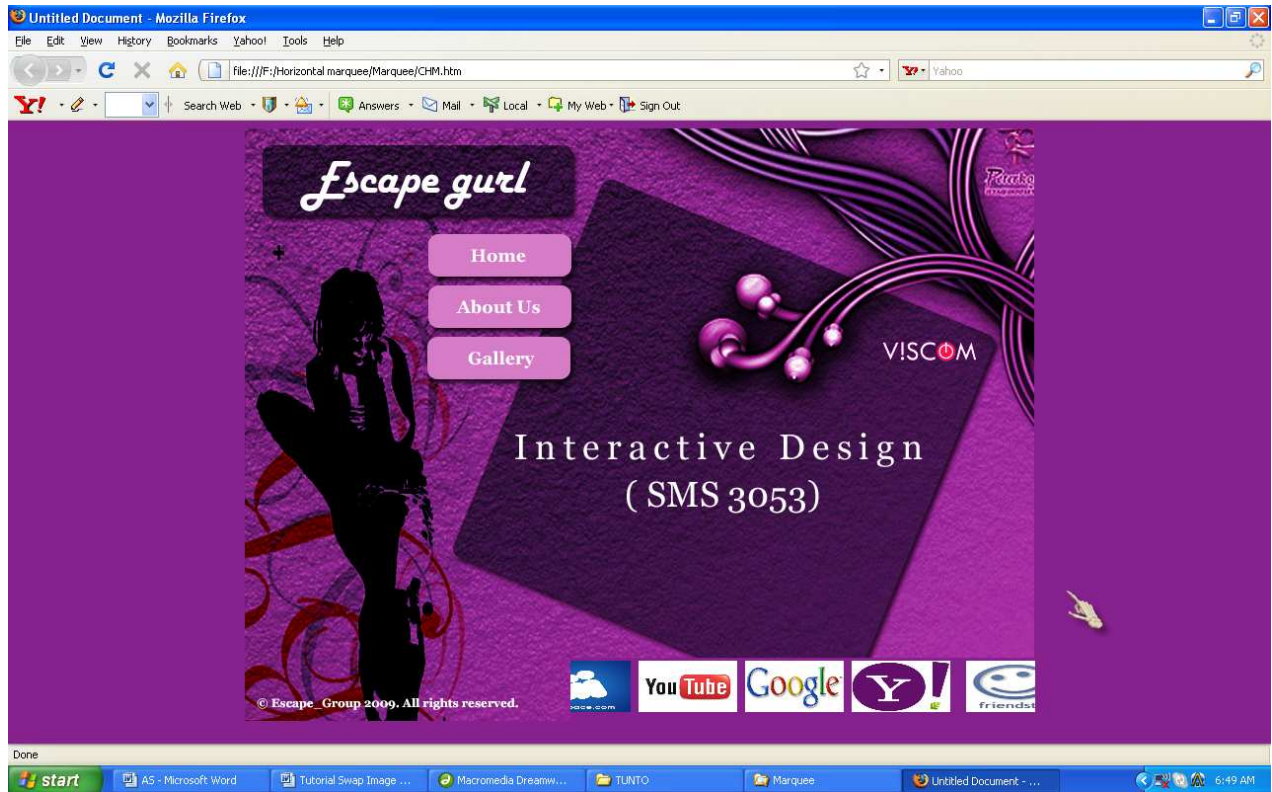 Untitled Document - Mozilla Firefox
File Edit View History Bookmarks Yahoo! Tools Help
file:///F:/Horizontal marquee/Marquee/CHM.htm
Yahoo
Y! Search Web Answers Mail Local My Web Sign Out
Escape gurl
Home
About Us
Gallery
V!SCOM
Interactive Design
( SMS 3053)
You Tube Google Y! friendst
© Escape_Group 2009. All rights reserved.
Done
start AS - Microsoft Word Tutorial Swap Image ... Macromedia Dreamw... TUNTO Marquee Untitled Document - ... 6:49 AM